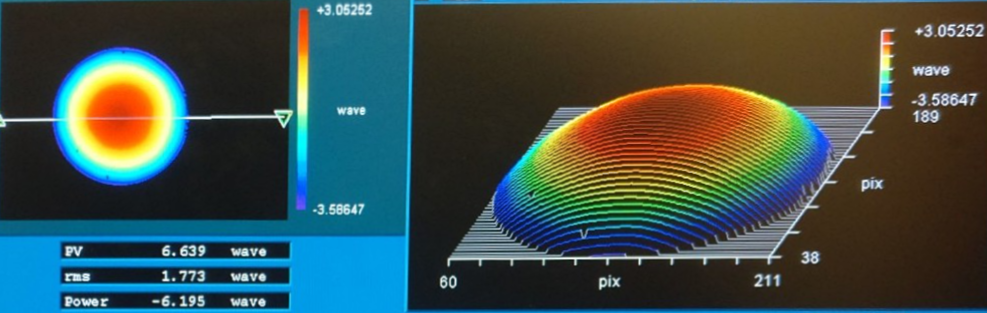 +3.05252
wave
-3.58647
PV 6.639 wave
rms 1.773 wave
Power -6.195 wave
+3.05252
wave
-3.58647
189
pix
38
60 pix 211